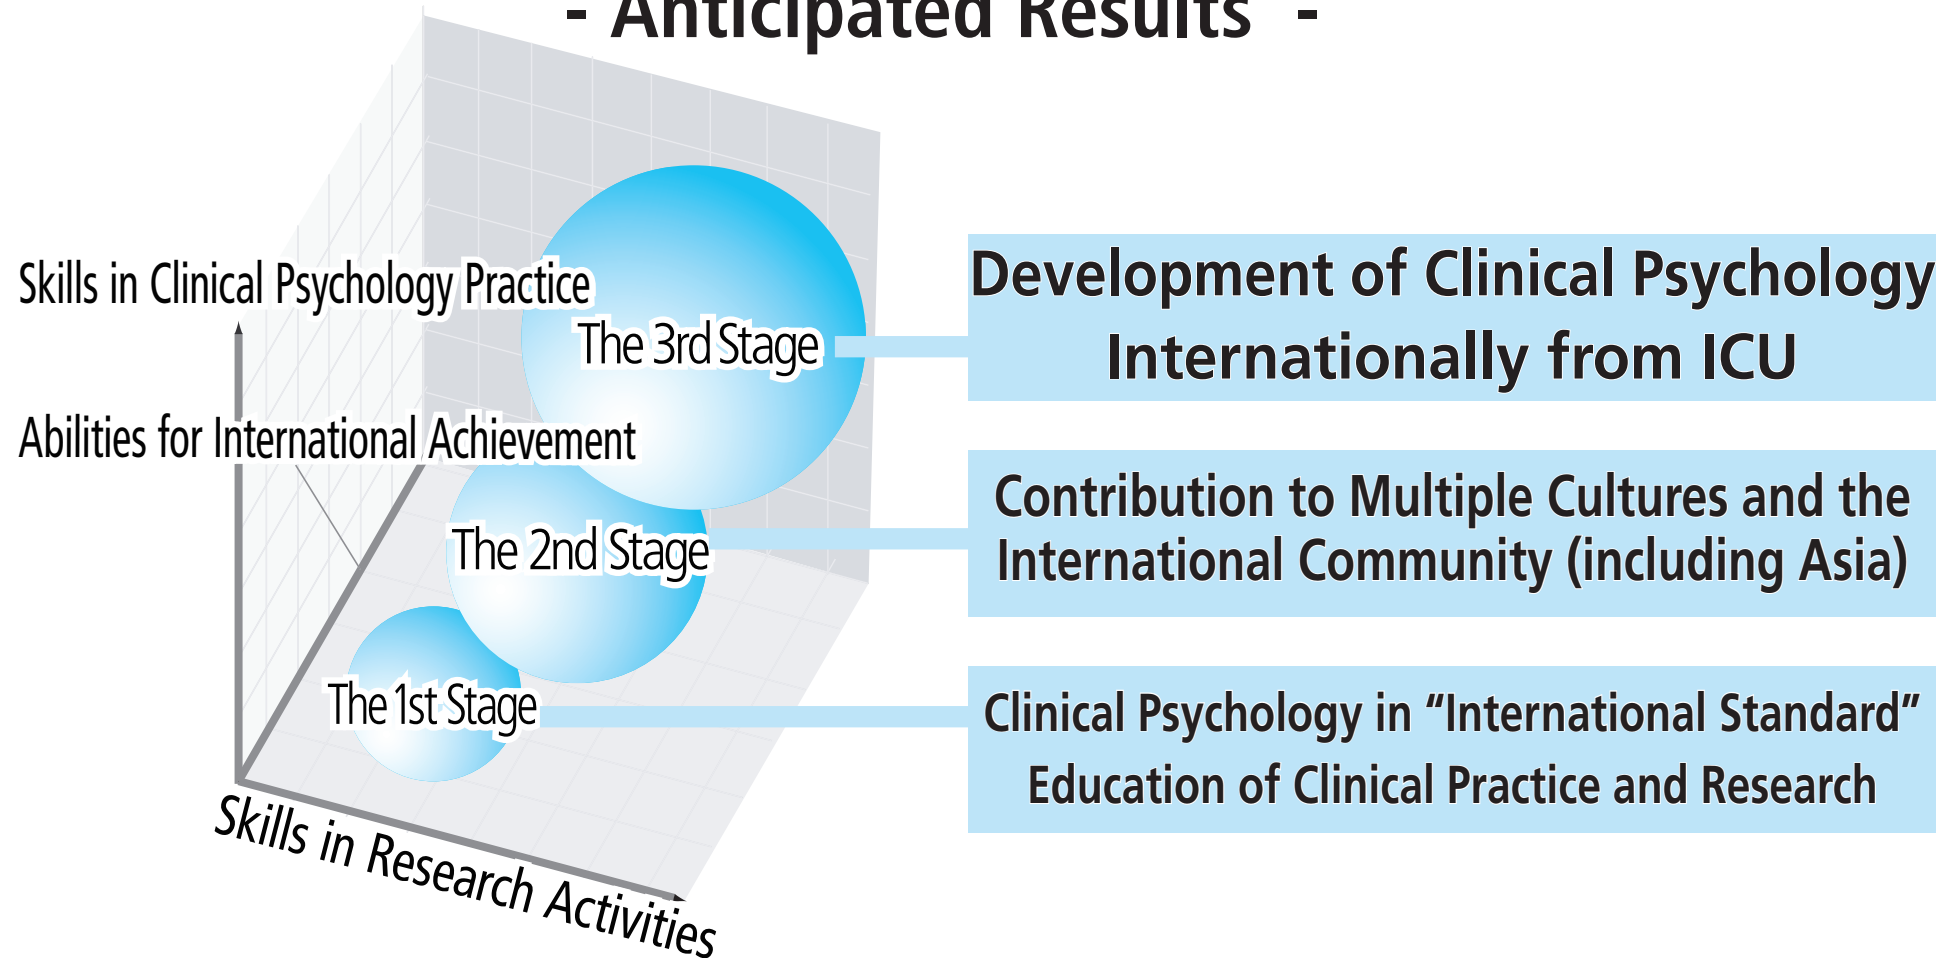 - Anticipated Results -
Skills in Clinical Psychology Practice
The 3rd Stage
Development of Clinical Psychology
Internationally from ICU
Abilities for International Achievement
The 2nd Stage
Contribution to Multiple Cultures and the
International Community (including Asia)
The 1st Stage
Clinical Psychology in “International Standard”
Education of Clinical Practice and Research
Skills in Research Activities